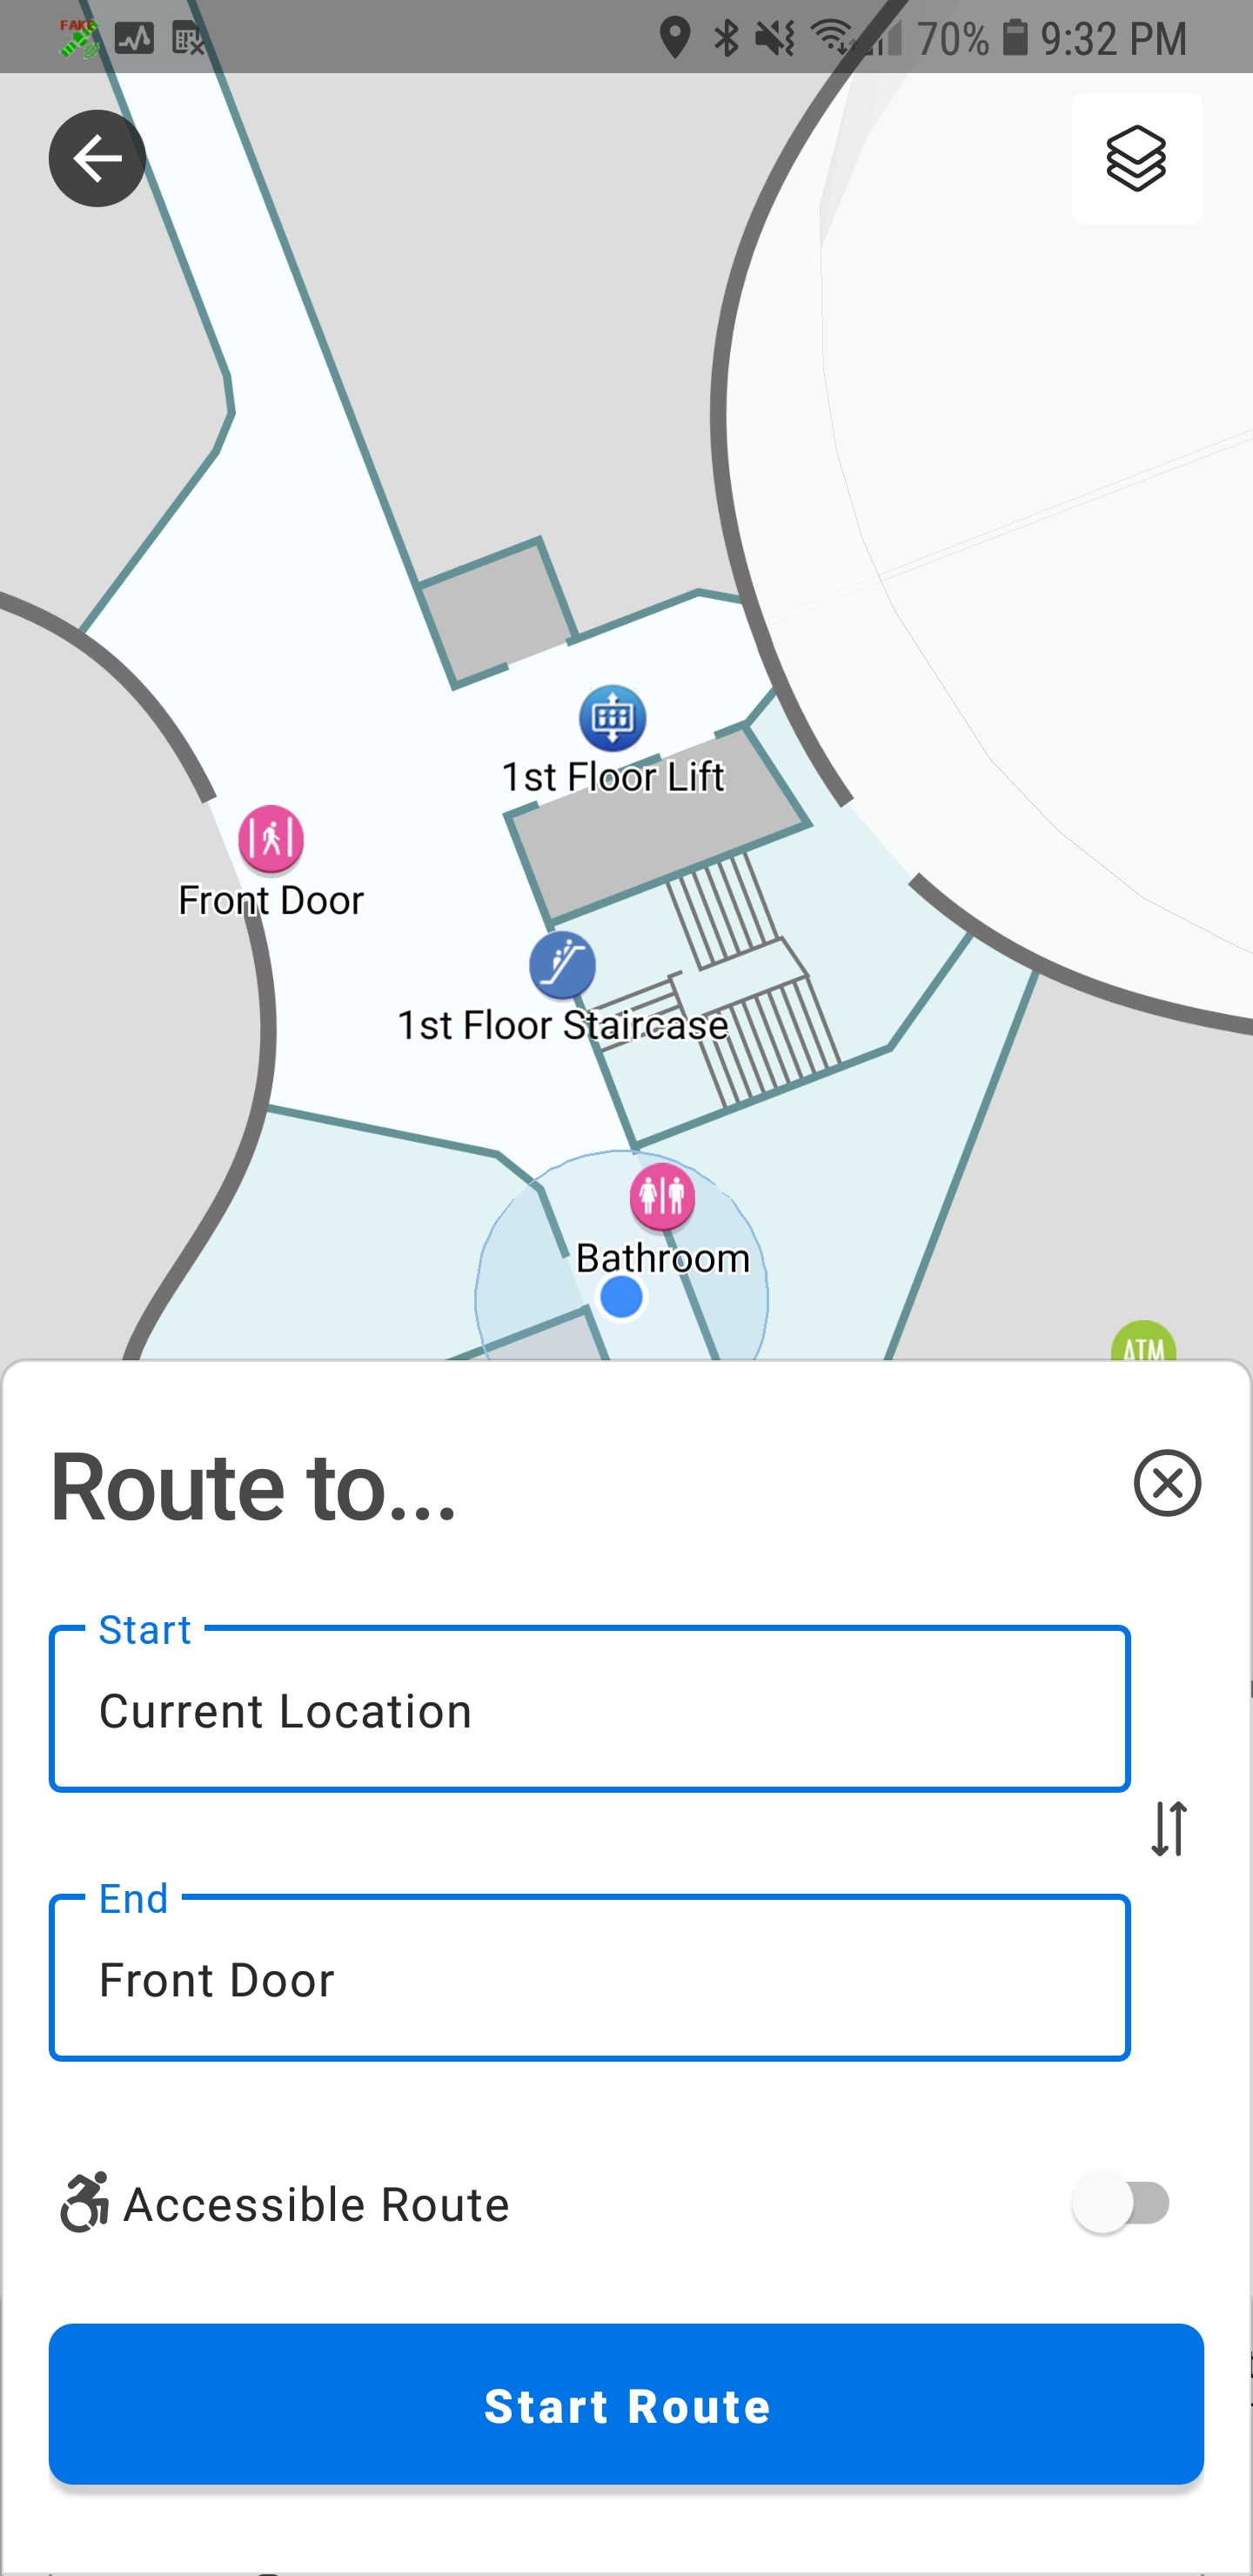 FAKE
70% 9:32 PM
1st Floor Lift
Front Door
1st Floor Staircase
Bathroom
ATM
Route to...
Start
Current Location
End
Front Door
Accessible Route
Start Route